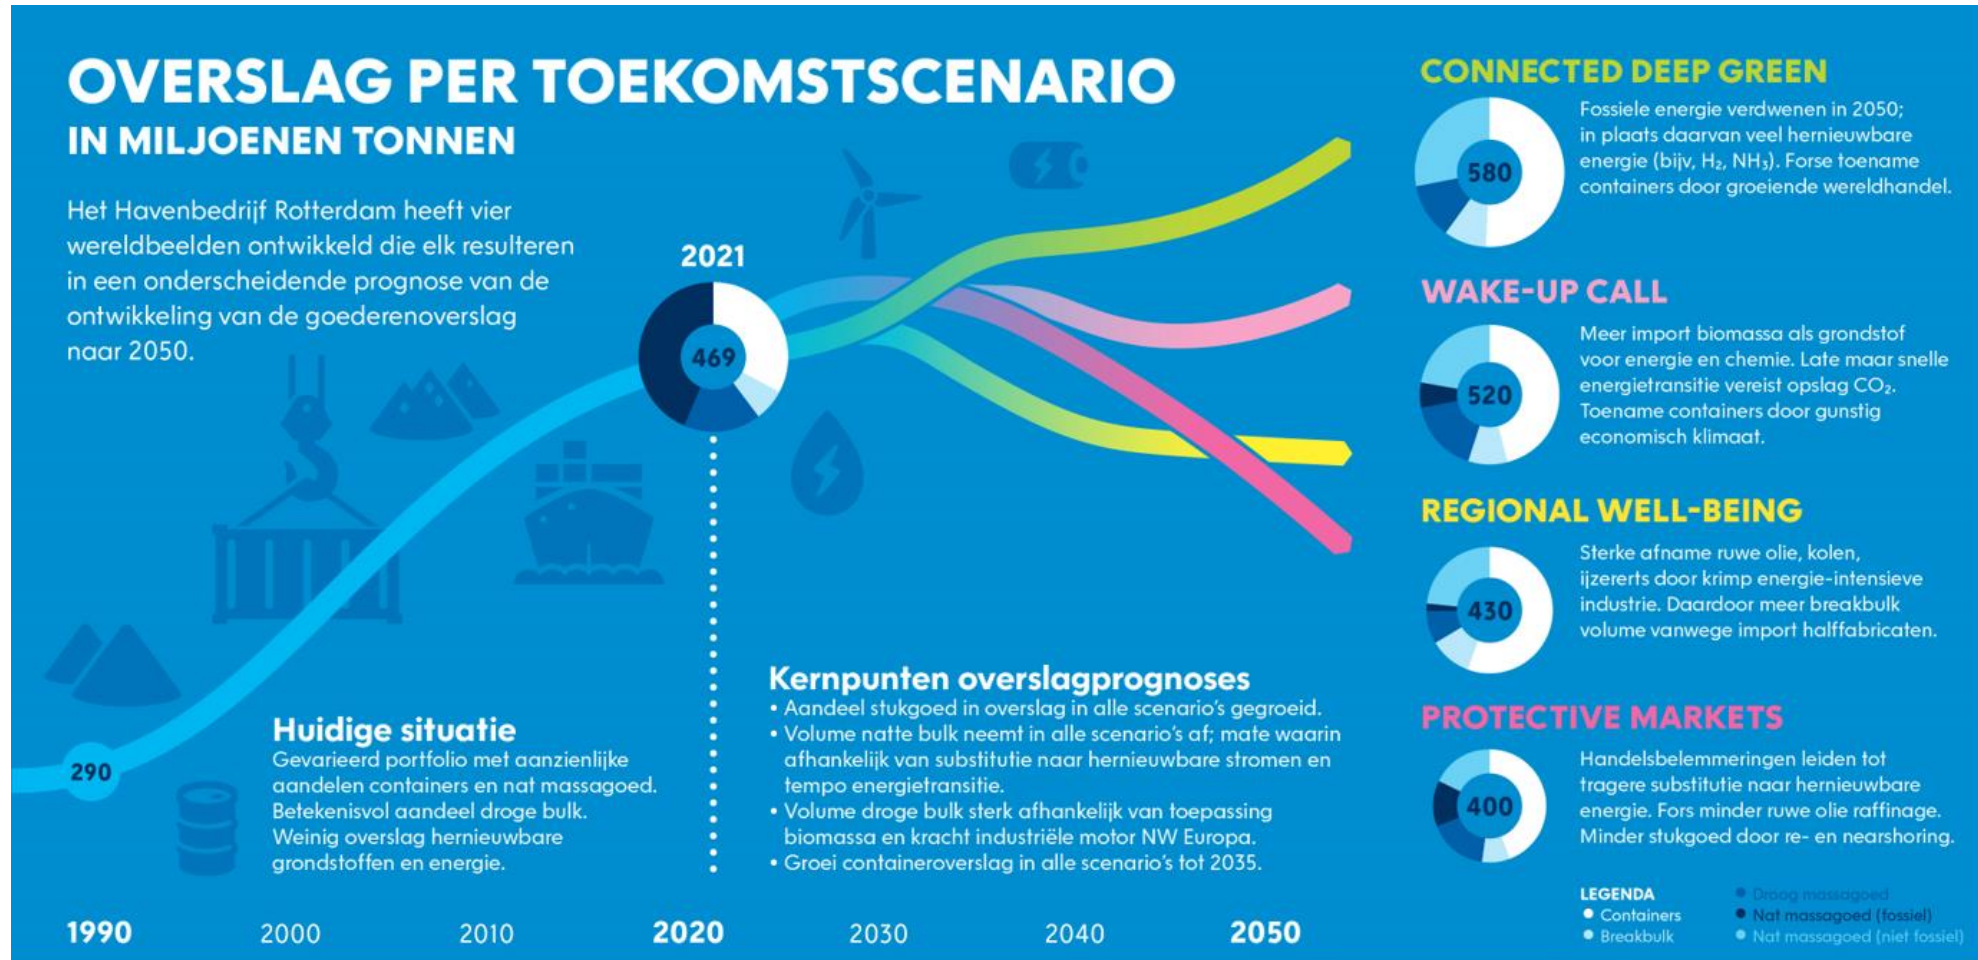 OVERSLAG PER TOEKOMSTSCENARIO
IN MILJOENEN TONNEN
Het Havenbedrijf Rotterdam heeft vier
wereldbeelden ontwikkeld die elk resulteren
in een onderscheidende prognose van de
ontwikkeling van de goederenoverslag
naar 2050.
2021
469
290
Huidige situatie
Gevarieerd portfolio met aanzienlijke
aandelen containers en nat massagoed.
Betekenisvol aandeel droge bulk.
Weinig overslag hernieuwbare
grondstoffen en energie.
Kernpunten overslagprognoses
• Aandeel stukgoed in overslag in alle scenario's gegroeid.
• Volume natte bulk neemt in alle scenario's af; mate waarin
afhankelijk van substitutie naar hernieuwbare stromen en
tempo energietransitie.
• Volume droge bulk sterk afhankelijk van toepassing
biomassa en kracht industriële motor NW Europa.
• Groei containeroverslag in alle scenario's tot 2035.
1990
2000
2010
2020
2030
2040
2050
CONNECTED DEEP GREEN
580
Fossiele energie verdwenen in 2050;
in plaats daarvan veel hernieuwbare
energie (bijv, H₂, NH₃). Forse toename
containers door groeiende wereldhandel.
WAKE-UP CALL
520
Meer import biomassa als grondstof
voor energie en chemie. Late maar snelle
energietransitie vereist opslag CO₂.
Toename containers door gunstig
economisch klimaat.
REGIONAL WELL-BEING
430
Sterke afname ruwe olie, kolen,
ijzererts door krimp energie-intensieve
industrie. Daardoor meer breakbulk
volume vanwege import halffabricaten.
PROTECTIVE MARKETS
400
Handelsbelemmeringen leiden tot
tragere substitutie naar hernieuwbare
energie. Fors minder ruwe olie raffinage.
Minder stukgoed door re- en nearshoring.
LEGENDA
• Containers
• Breakbulk
• Droog massagoed
• Nat massagoed (fossiel)
• Nat massagoed (niet fossiel)